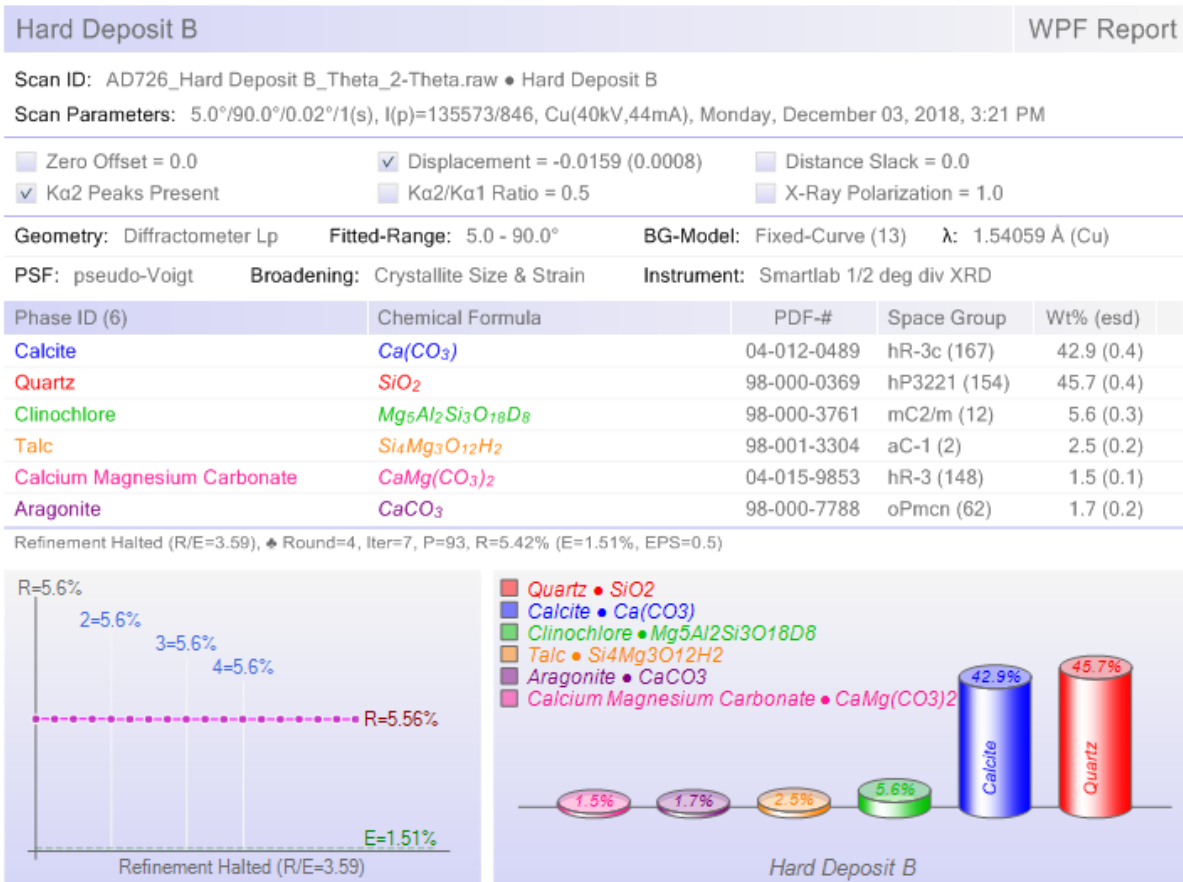 Hard Deposit B WPF Report
Scan ID: AD726_Hard Deposit B_Theta_2-Theta.raw ● Hard Deposit B
Scan Parameters: 5.0°/90.0°/0.02°/1(s), I(p)=135573/846, Cu(40kV,44mA), Monday, December 03, 2018, 3:21 PM
Zero Offset = 0.0 Displacement = -0.0159 (0.0008) Distance Slack = 0.0
Kα2 Peaks Present Kα2/Kα1 Ratio = 0.5 X-Ray Polarization = 1.0
Geometry: Diffractometer Lp Fitted-Range: 5.0 - 90.0° BG-Model: Fixed-Curve (13) λ: 1.54059 Å (Cu)
PSF: pseudo-Voigt Broadening: Crystallite Size & Strain Instrument: Smartlab 1/2 deg div XRD
Phase ID (6) Chemical Formula PDF-# Space Group Wt% (esd)
Calcite Ca(CO₃) 04-012-0489 hR-3c (167) 42.9 (0.4)
Quartz SiO₂ 98-000-0369 hP3221 (154) 45.7 (0.4)
Clinochlore Mg₅Al₂Si₃O₁₈D₈ 98-000-3761 mC2/m (12) 5.6 (0.3)
Talc Si₄Mg₃O₁₂H₂ 98-001-3304 aC-1 (2) 2.5 (0.2)
Calcium Magnesium Carbonate CaMg(CO₃)₂ 04-015-9853 hR-3 (148) 1.5 (0.1)
Aragonite CaCO₃ 98-000-7788 oPmcn (62) 1.7 (0.2)
Refinement Halted (R/E=3.59), ♣ Round=4, Iter=7, P=93, R=5.42% (E=1.51%, EPS=0.5)
R=5.6%
2=5.6%
3=5.6%
4=5.6%
R=5.56%
E=1.51%
Refinement Halted (R/E=3.59)
Quartz ● SiO2
Calcite ● Ca(CO3)
Clinochlore ● Mg5Al2Si3O18D8
Talc ● Si4Mg3O12H2
Aragonite ● CaCO3
Calcium Magnesium Carbonate ● CaMg(CO3)2
1.5% 1.7% 2.5% 5.6% 42.9% 45.7%
Calcite Quartz
Hard Deposit B